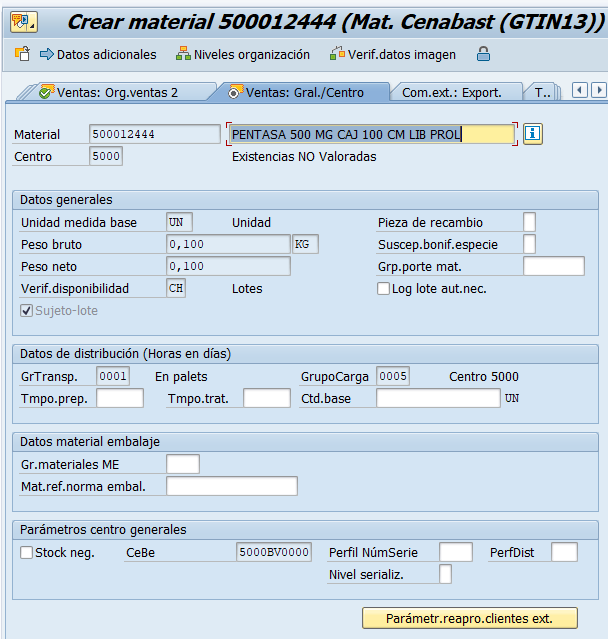 Crear material 500012444 (Mat. Cenabast (GTIN13))
Datos adicionales Niveles organización Verif.datos imagen
Ventas: Org.ventas 2 Ventas: Gral./Centro Com.ext.: Export. T..
Material 500012444 PENTASA 500 MG CAJ 100 CM LIB PROL
Centro 5000 Existencias NO Valoradas
Datos generales
Unidad medida base UN Unidad Pieza de recambio
Peso bruto 0,100 KG Suscep.bonif.especie
Peso neto 0,100 Grp.porte mat.
Verif.disponibilidad CH Lotes Log lote aut.nec.
Sujeto-lote
Datos de distribución (Horas en días)
GrTransp. 0001 En palets GrupoCarga 0005 Centro 5000
Tmpo.prep. Tmpo.trat. Ctd.base UN
Datos material embalaje
Gr.materiales ME
Mat.ref.norma embal.
Parámetros centro generales
Stock neg. CeBe 5000BV0000 Perfil NúmSerie PerfDist
Nivel serializ.
Parámetr.reapro.clientes ext.